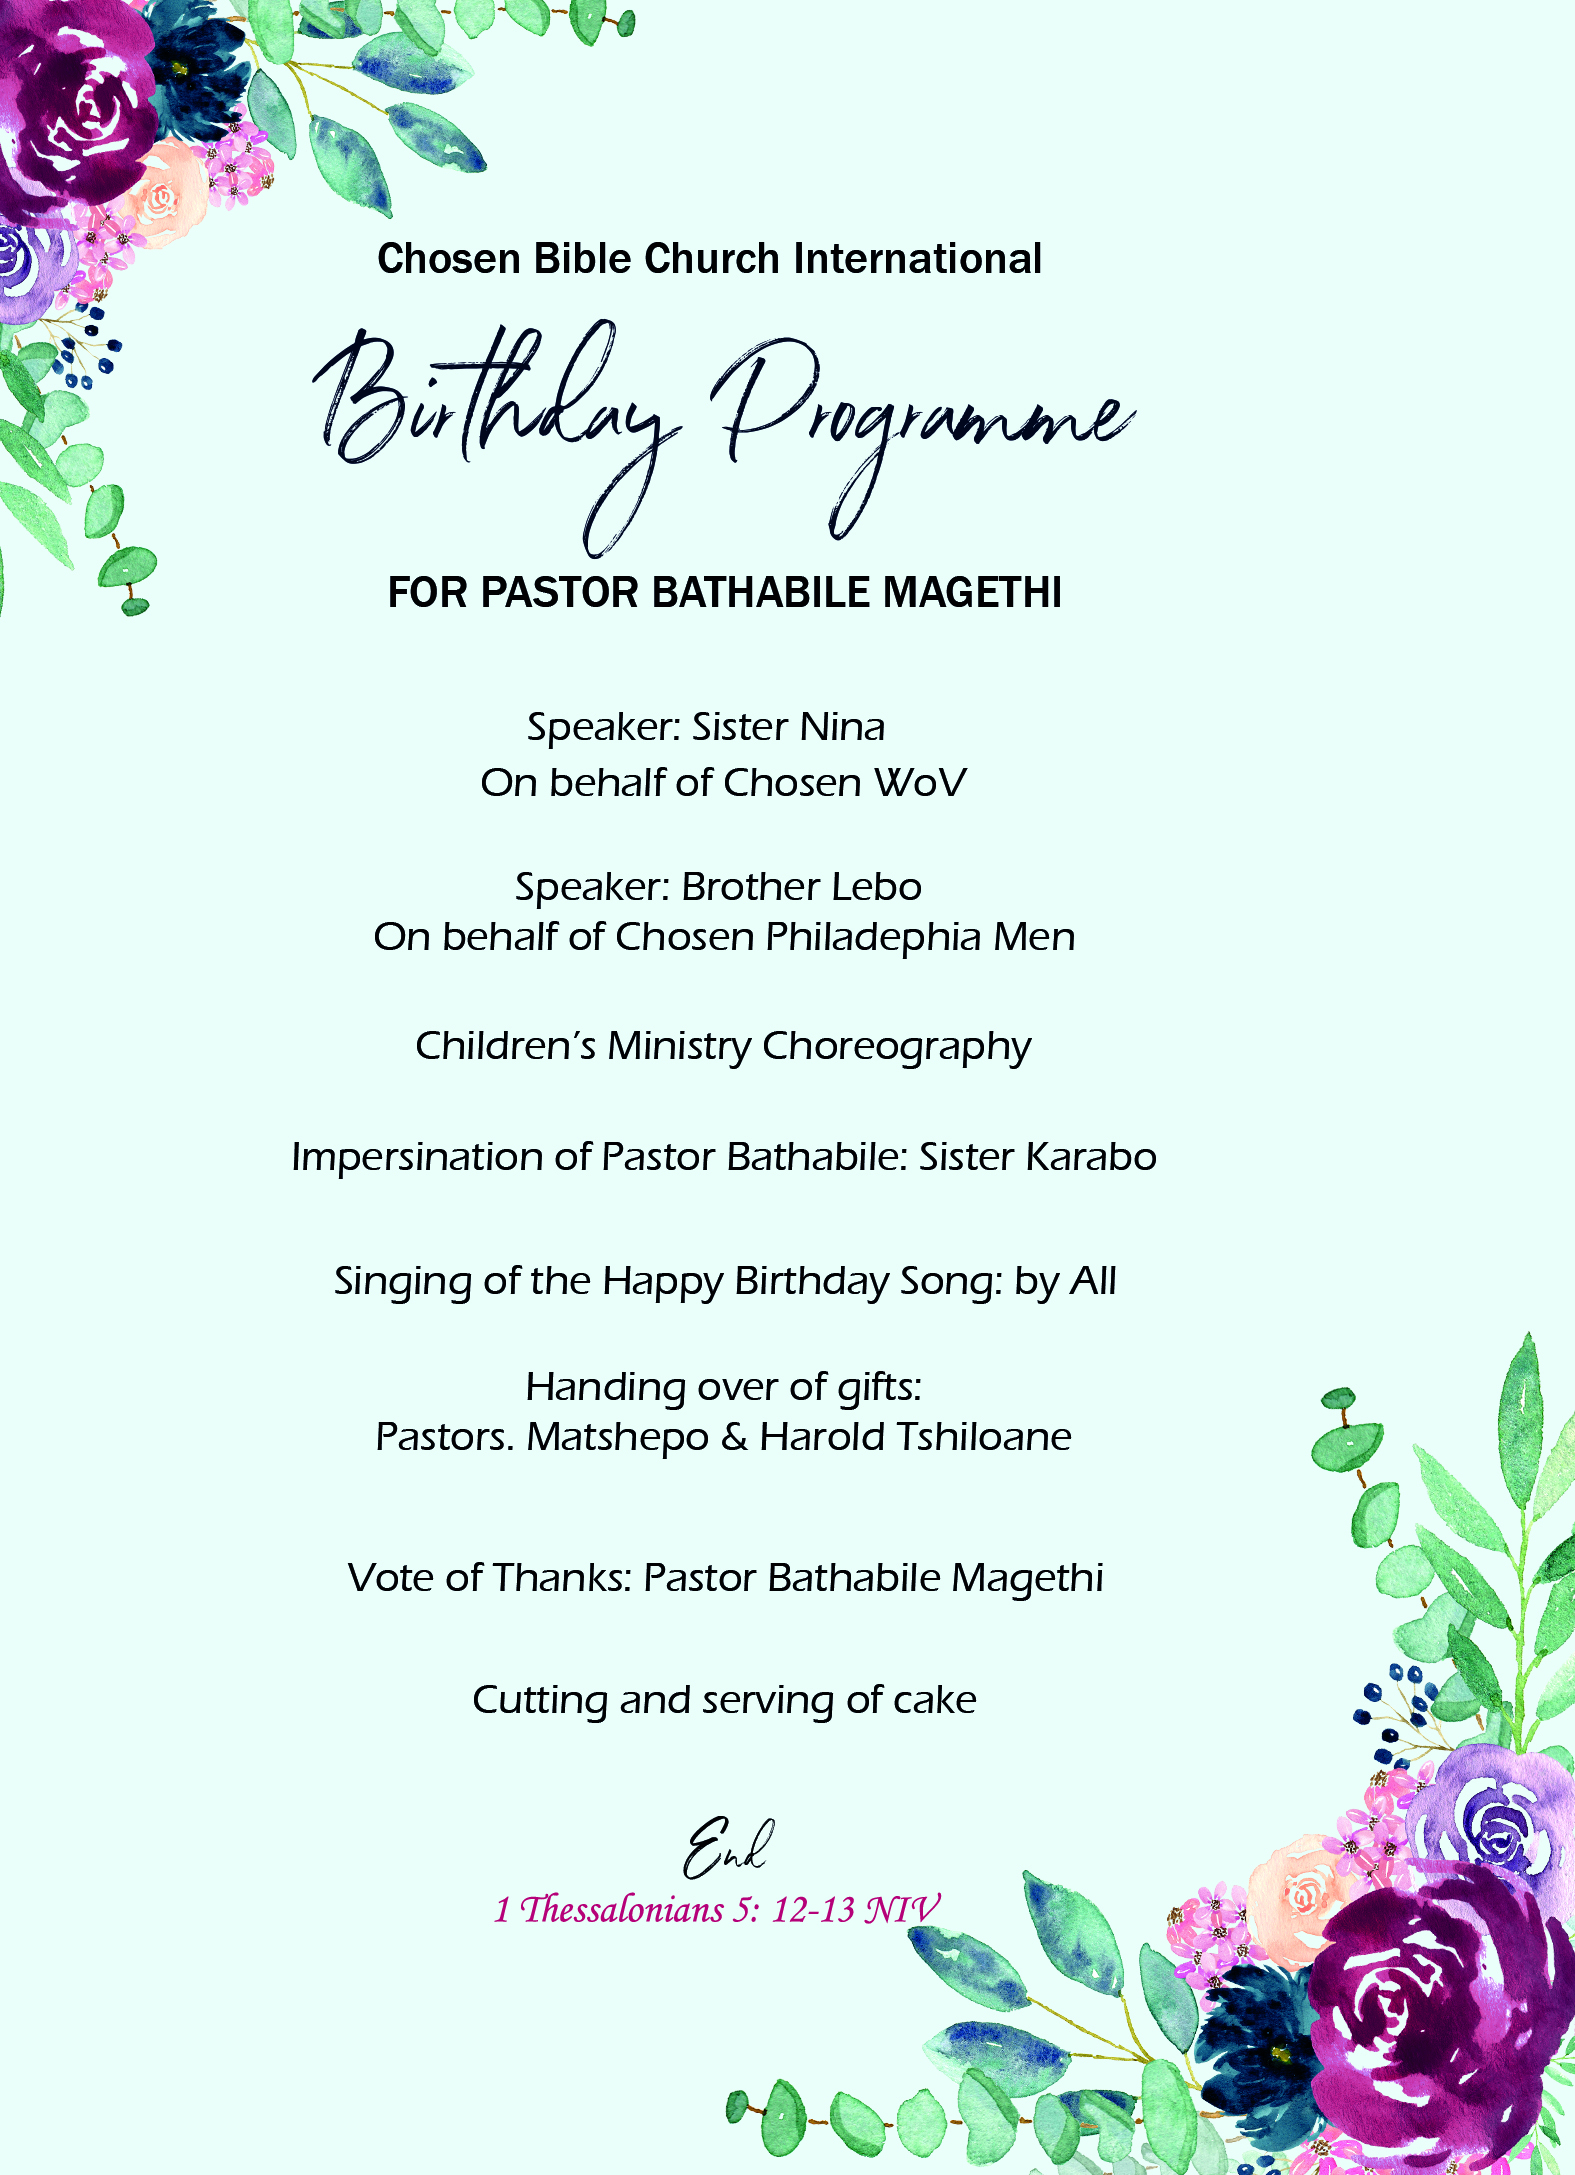 Chosen Bible Church International
Birthday Programme
FOR PASTOR BATHABILE MAGETHI
Speaker: Sister Nina
On behalf of Chosen WoV
Speaker: Brother Lebo
On behalf of Chosen Philadephia Men
Children’s Ministry Choreography
Impersination of Pastor Bathabile: Sister Karabo
Singing of the Happy Birthday Song: by All
Handing over of gifts:
Pastors. Matshepo & Harold Tshiloane
Vote of Thanks: Pastor Bathabile Magethi
Cutting and serving of cake
End
1 Thessalonians 5: 12-13 NIV